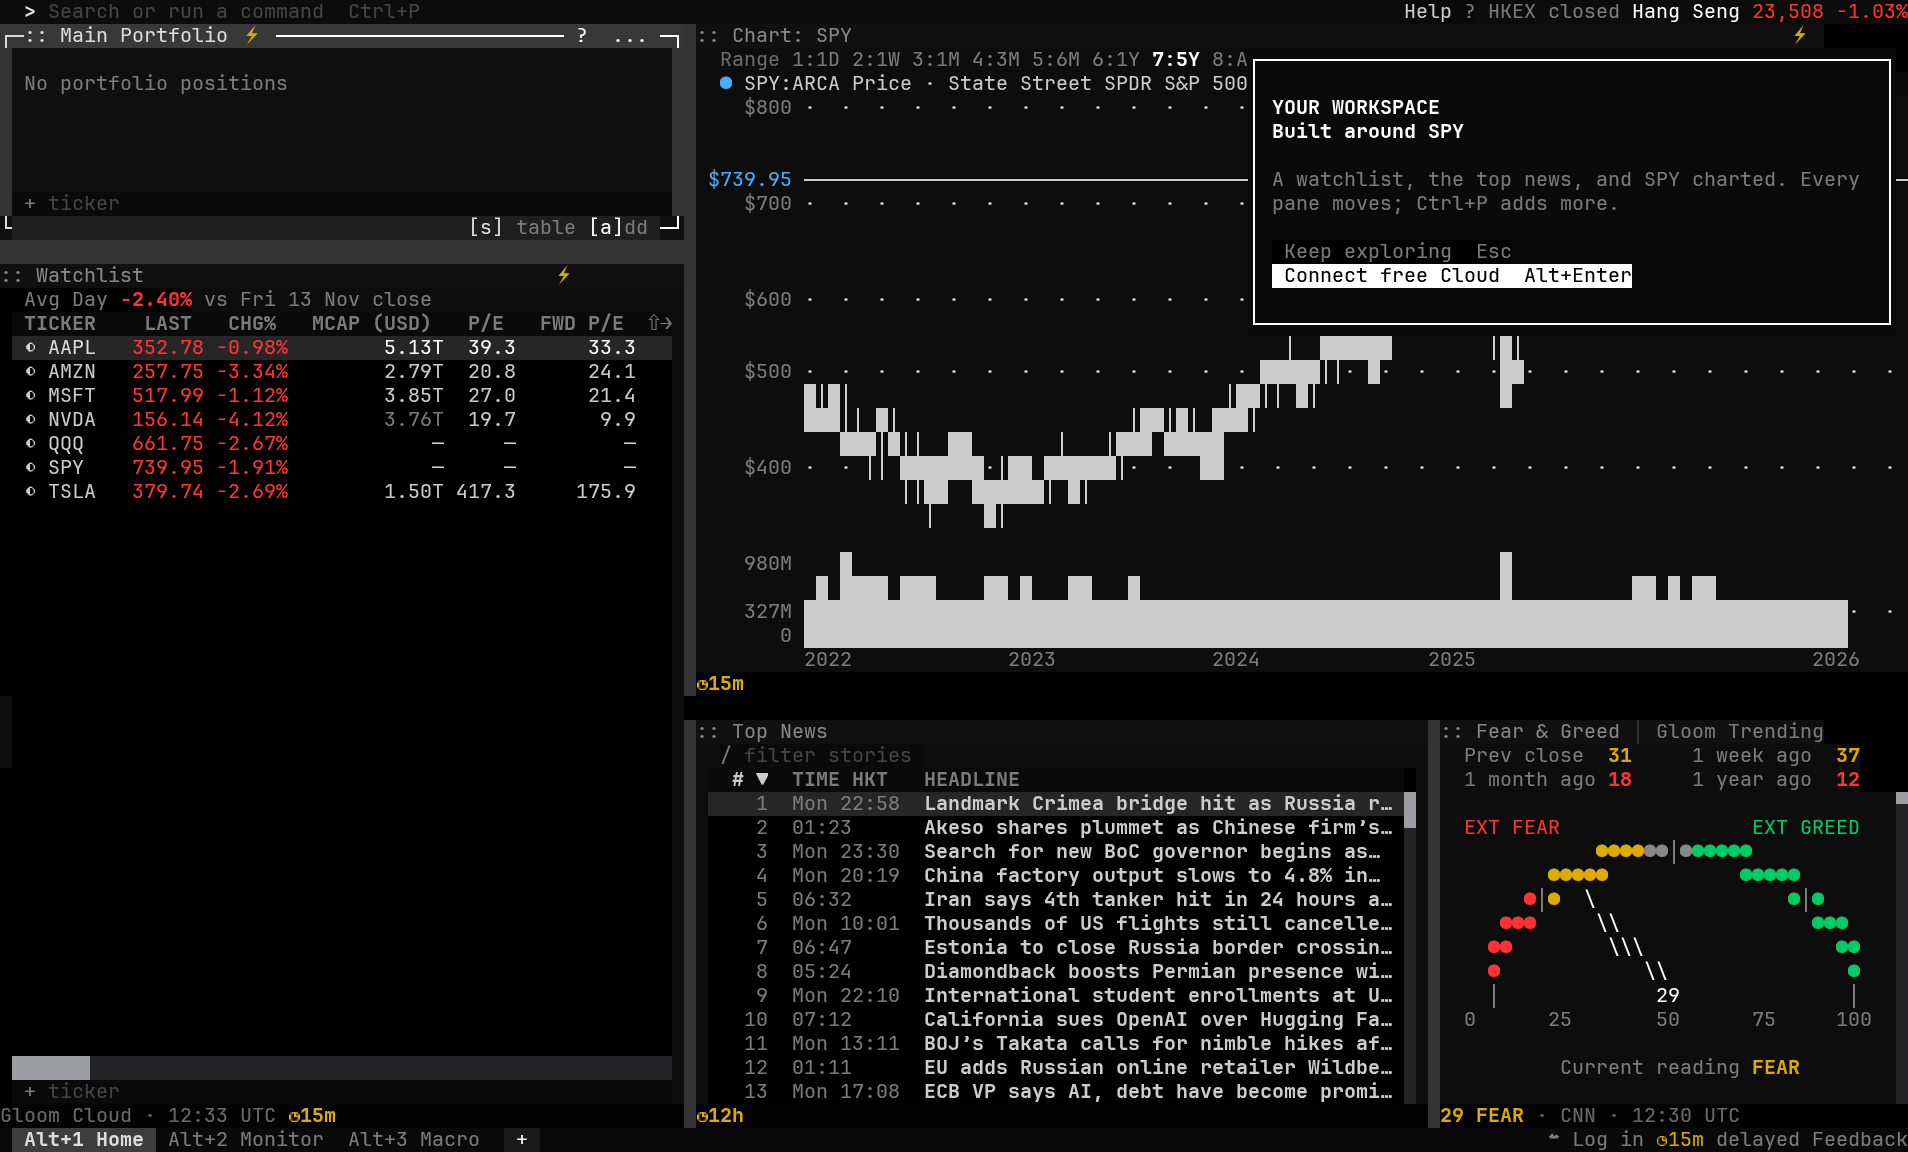 > Search or run a command  Ctrl+P
Help ? HKEX closed Hang Seng 23,508 -1.03%
:: Main Portfolio ⚡ ? ...
No portfolio positions
+ ticker
[s] table [a]dd
:: Watchlist ⚡
Avg Day -2.40% vs Fri 13 Nov close
TICKER LAST CHG% MCAP (USD) P/E FWD P/E ⇧→
AAPL 352.78 -0.98% 5.13T 39.3 33.3
AMZN 257.75 -3.34% 2.79T 20.8 24.1
MSFT 517.99 -1.12% 3.85T 27.0 21.4
NVDA 156.14 -4.12% 3.76T 19.7 9.9
QQQ 661.75 -2.67% — — —
SPY 739.95 -1.91% — — —
TSLA 379.74 -2.69% 1.50T 417.3 175.9
+ ticker
Gloom Cloud · 12:33 UTC 15m
:: Chart: SPY ⚡
Range 1:1D 2:1W 3:1M 4:3M 5:6M 6:1Y 7:5Y 8:A
SPY:ARCA Price · State Street SPDR S&P 500
$800
$739.95
$700
$600
$500
$400
980M
327M
0
2022 2023 2024 2025 2026
15m
YOUR WORKSPACE
Built around SPY
A watchlist, the top news, and SPY charted. Every
pane moves; Ctrl+P adds more.
Keep exploring  Esc
Connect free Cloud  Alt+Enter
:: Top News
/ filter stories
# ▼ TIME HKT HEADLINE
1 Mon 22:58 Landmark Crimea bridge hit as Russia r…
2 01:23 Akeso shares plummet as Chinese firm’s…
3 Mon 23:30 Search for new BoC governor begins as…
4 Mon 20:19 China factory output slows to 4.8% in…
5 06:32 Iran says 4th tanker hit in 24 hours a…
6 Mon 10:01 Thousands of US flights still cancelle…
7 06:47 Estonia to close Russia border crossin…
8 05:24 Diamondback boosts Permian presence wi…
9 Mon 22:10 International student enrollments at U…
10 07:12 California sues OpenAI over Hugging Fa…
11 Mon 13:11 BOJ’s Takata calls for nimble hikes af…
12 01:11 EU adds Russian online retailer Wildbe…
13 Mon 17:08 ECB VP says AI, debt have become promi…
12h
:: Fear & Greed | Gloom Trending
Prev close 31 1 week ago 37
1 month ago 18 1 year ago 12
EXT FEAR EXT GREED
29
0 25 50 75 100
Current reading FEAR
29 FEAR · CNN · 12:30 UTC
Alt+1 Home Alt+2 Monitor Alt+3 Macro +
Log in 15m delayed Feedback